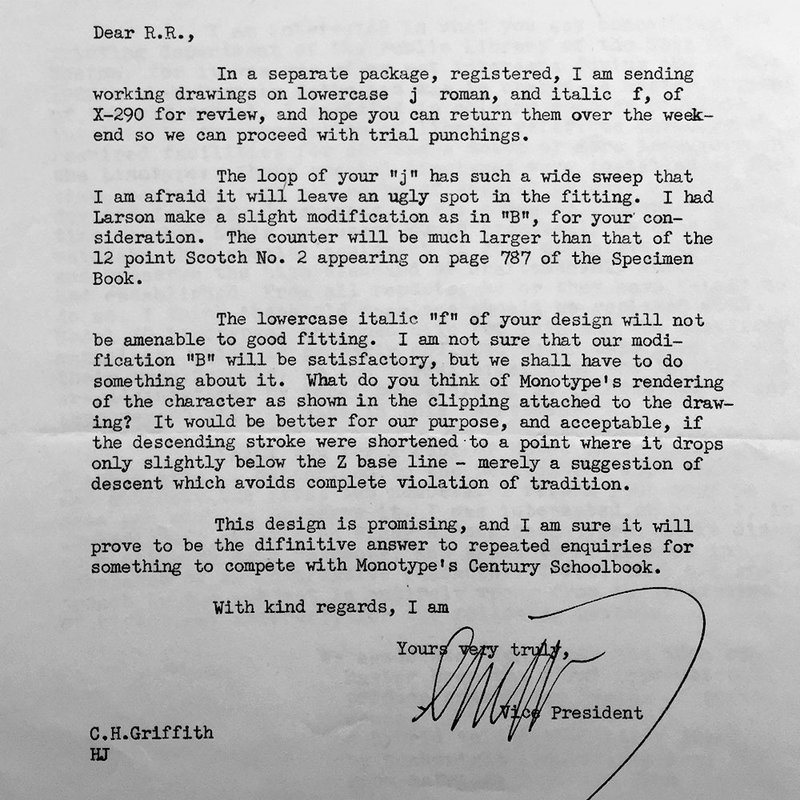 Dear R.R.,
In a separate package, registered, I am sending
working drawings on lowercase j roman, and italic f, of
X-290 for review, and hope you can return them over the week-
end so we can proceed with trial punchings.
The loop of your "j" has such a wide sweep that
I am afraid it will leave an ugly spot in the fitting. I had
Larson make a slight modification as in "B", for your con-
sideration. The counter will be much larger than that of the
12 point Scotch No. 2 appearing on page 787 of the Specimen
Book.
The lowercase italic "f" of your design will not
be amenable to good fitting. I am not sure that our modi-
fication "B" will be satisfactory, but we shall have to do
something about it. What do you think of Monotype's rendering
of the character as shown in the clipping attached to the draw-
ing? It would be better for our purpose, and acceptable, if
the descending stroke were shortened to a point where it drops
only slightly below the Z base line - merely a suggestion of
descent which avoids complete violation of tradition.
This design is promising, and I am sure it will
prove to be the difinitive answer to repeated enquiries for
something to compete with Monotype's Century Schoolbook.
With kind regards, I am
Yours very truly,
Vice President
C.H.Griffith
HJ